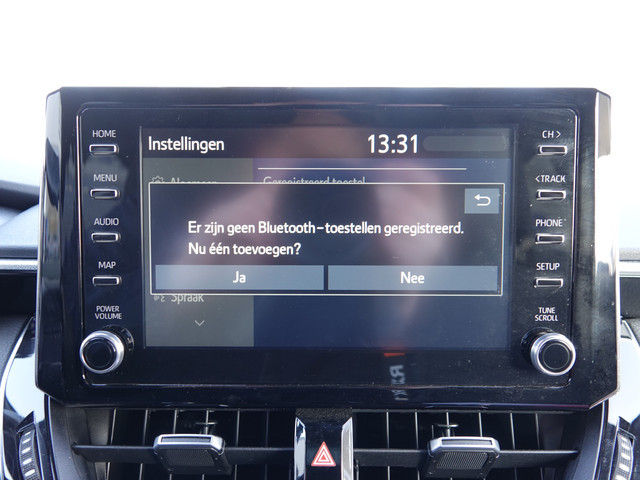 HOME
MENU
AUDIO
MAP
POWER
VOLUME
Instellingen
13:31
Geregistreerd toestel
Er zijn geen Bluetooth-toestellen geregistreerd.
Nu één toevoegen?
Ja
Nee
Spraak
CH >
< TRACK
PHONE
SETUP
TUNE
SCROLL